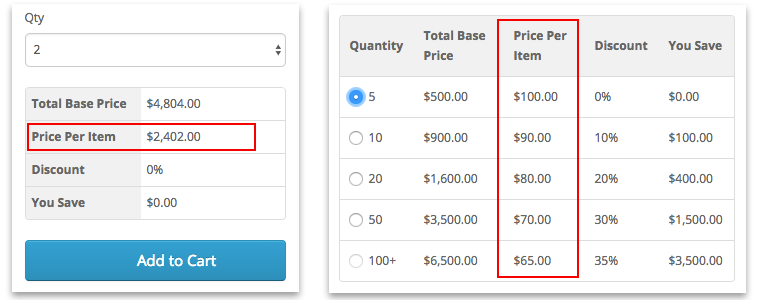 Qty
2
Total Base Price $4,804.00
Price Per Item $2,402.00
Discount 0%
You Save $0.00
Add to Cart
Quantity Total Base Price Price Per Item Discount You Save
5 $500.00 $100.00 0% $0.00
10 $900.00 $90.00 10% $100.00
20 $1,600.00 $80.00 20% $400.00
50 $3,500.00 $70.00 30% $1,500.00
100+ $6,500.00 $65.00 35% $3,500.00